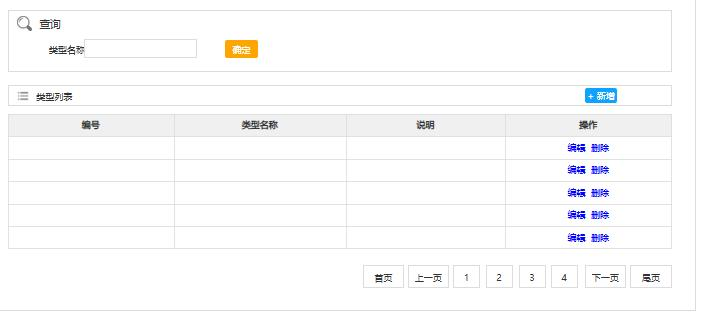 查询
类型名称 确定
类型列表 + 新增
编号 类型名称 说明 操作
编辑 删除
编辑 删除
编辑 删除
编辑 删除
编辑 删除
首页 上一页 1 2 3 4 下一页 尾页